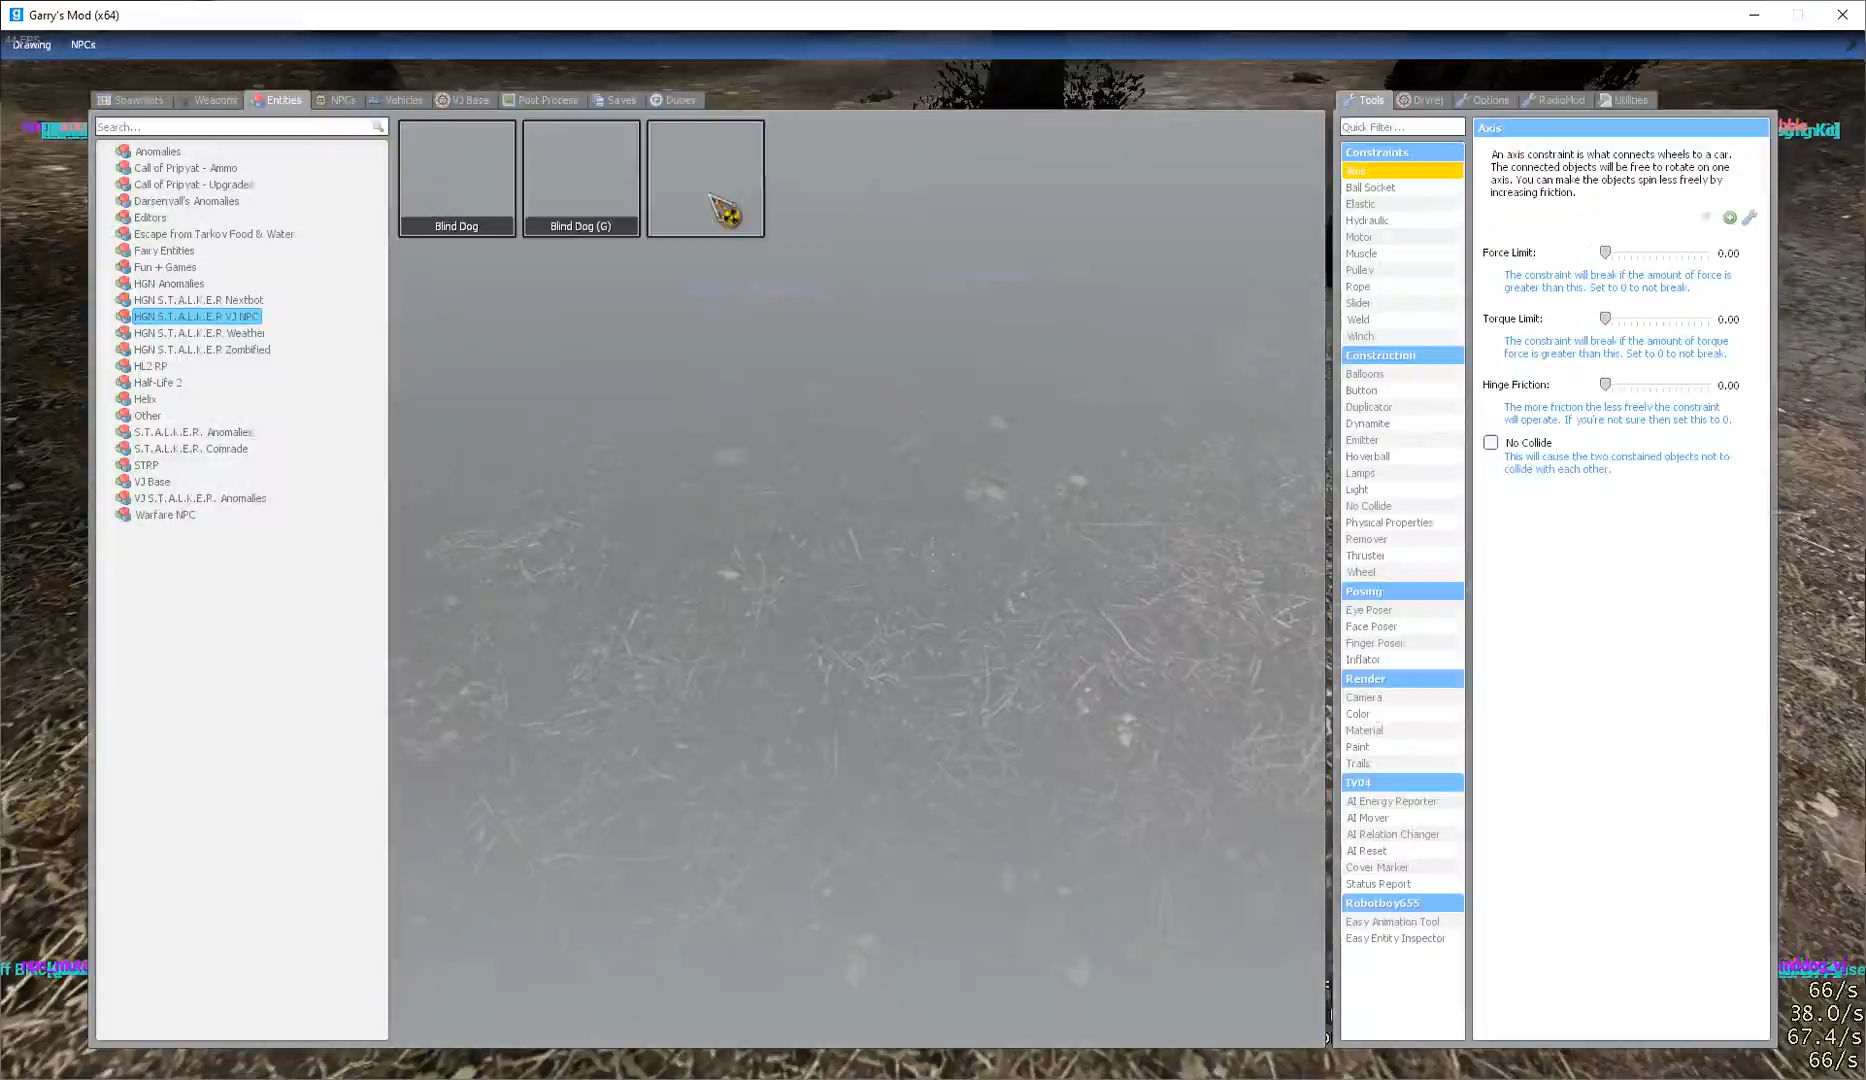 Garry's Mod (x64)
44 FPS
Drawing NPCs
Spawnlists Weapons Entities NPCs Vehicles VJ Base Post Process Saves Dupes
Search...
Anomalies
Call of Pripyat - Ammo
Call of Pripyat - Upgrades
Darsenvall's Anomalies
Editors
Escape from Tarkov Food & Water
Fairy Entities
Fun + Games
HGN Anomalies
HGN S.T.A.L.K.E.R Nextbot
HGN S.T.A.L.K.E.R VJ NPC
HGN S.T.A.L.K.E.R Weather
HGN S.T.A.L.K.E.R Zombified
HL2 RP
Half-Life 2
Helix
Other
S.T.A.L.K.E.R. Anomalies
S.T.A.L.K.E.R. Comrade
STRP
VJ Base
VJ S.T.A.L.K.E.R. Anomalies
Warfare NPC
Blind Dog
Blind Dog (G)
Tools DrVrej Options RadioMod Utilities
Quick Filter...
Constraints
Axis
Ball Socket
Elastic
Hydraulic
Motor
Muscle
Pulley
Rope
Slider
Weld
Winch
Construction
Balloons
Button
Duplicator
Dynamite
Emitter
Hoverball
Lamps
Light
No Collide
Physical Properties
Remover
Thruster
Wheel
Posing
Eye Poser
Face Poser
Finger Poser
Inflator
Render
Camera
Color
Material
Paint
Trails
IV04
AI Energy Reporter
AI Mover
AI Relation Changer
AI Reset
Cover Marker
Status Report
Robotboy655
Easy Animation Tool
Easy Entity Inspector
Axis
An axis constraint is what connects wheels to a car.
The connected objects will be free to rotate on one
axis. You can make the objects spin less freely by
increasing friction.
Force Limit: 0.00
The constraint will break if the amount of force is
greater than this. Set to 0 to not break.
Torque Limit: 0.00
The constraint will break if the amount of torque
force is greater than this. Set to 0 to not break.
Hinge Friction: 0.00
The more friction the less freely the constraint
will operate. If you're not sure then set this to 0.
No Collide
This will cause the two constained objects not to
collide with each other.
66/s
38.0/s
67.4/s
66/s